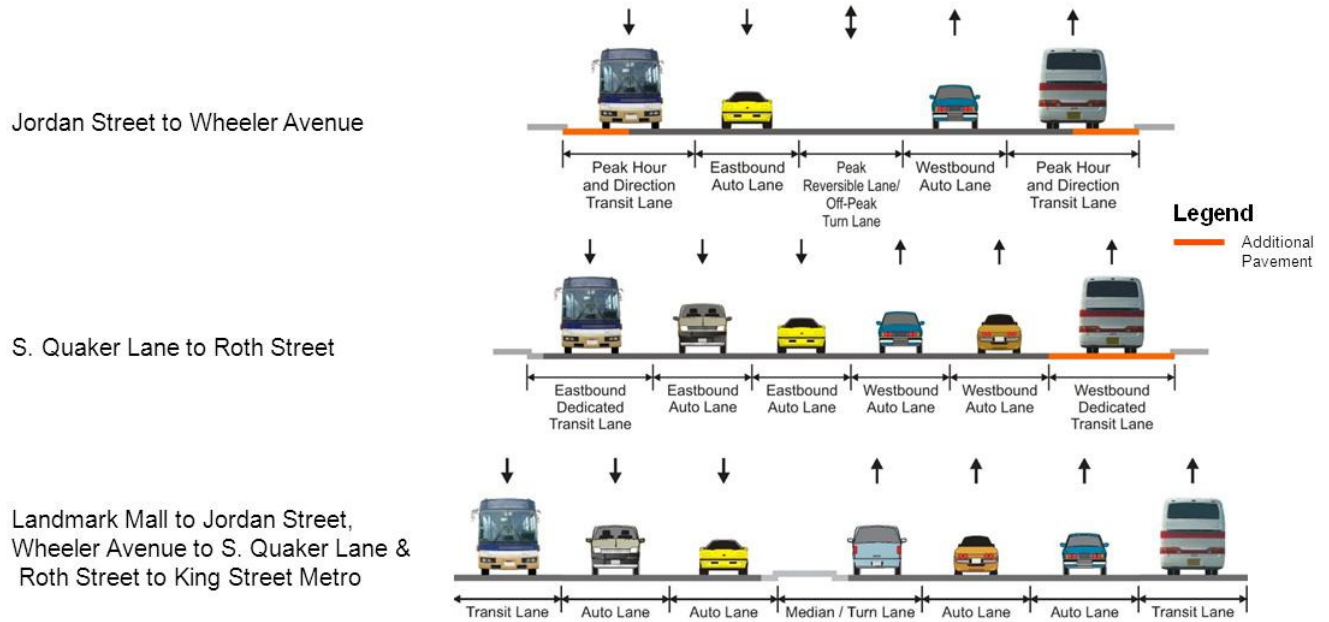 Jordan Street to Wheeler Avenue
Peak Hour
and Direction
Transit Lane
Eastbound
Auto Lane
Peak
Reversible Lane/
Off-Peak
Turn Lane
Westbound
Auto Lane
Peak Hour
and Direction
Transit Lane
Legend
Additional
Pavement
S. Quaker Lane to Roth Street
Eastbound
Dedicated
Transit Lane
Eastbound
Auto Lane
Eastbound
Auto Lane
Westbound
Auto Lane
Westbound
Auto Lane
Westbound
Dedicated
Transit Lane
Landmark Mall to Jordan Street,
Wheeler Avenue to S. Quaker Lane &
Roth Street to King Street Metro
Transit Lane
Auto Lane
Auto Lane
Median / Turn Lane
Auto Lane
Auto Lane
Transit Lane